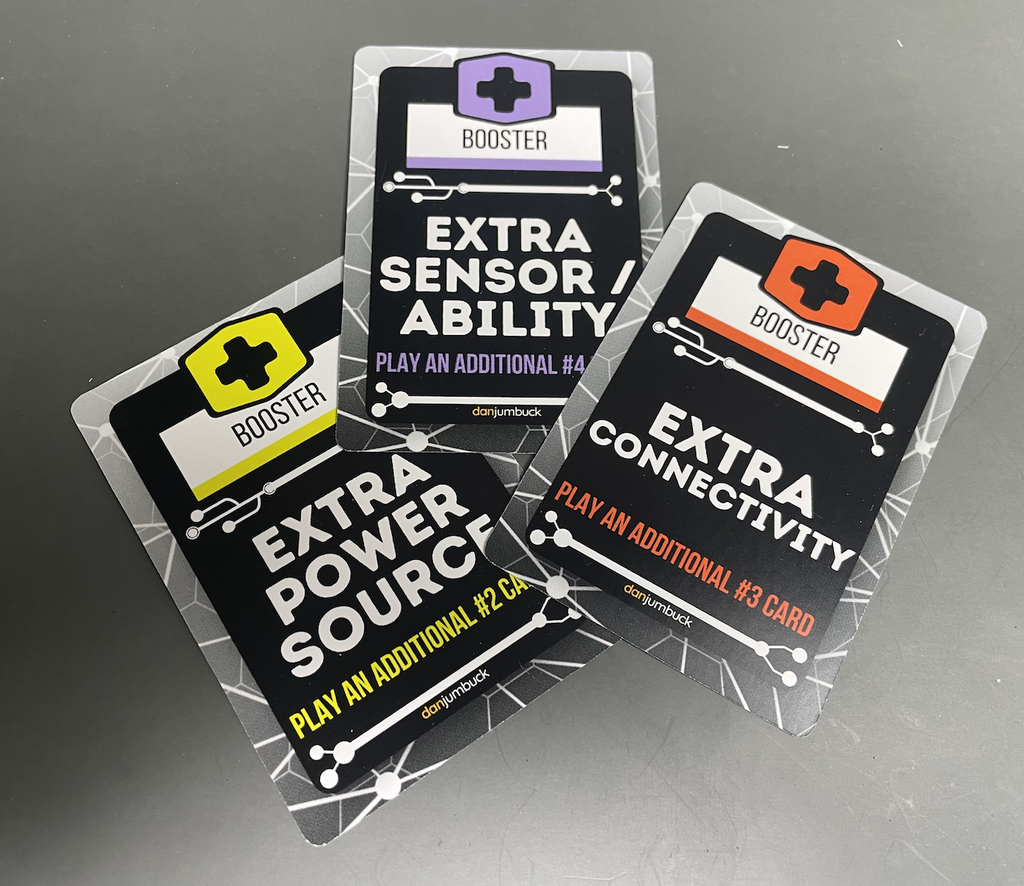 BOOSTER
EXTRA
SENSOR /
ABILITY
PLAY AN ADDITIONAL #4
danjumbuck
BOOSTER
EXTRA
POWER
SOURCE
PLAY AN ADDITIONAL #2
danjumbuck
BOOSTER
EXTRA
CONNECTIVITY
PLAY AN ADDITIONAL #3 CARD
danjumbuck